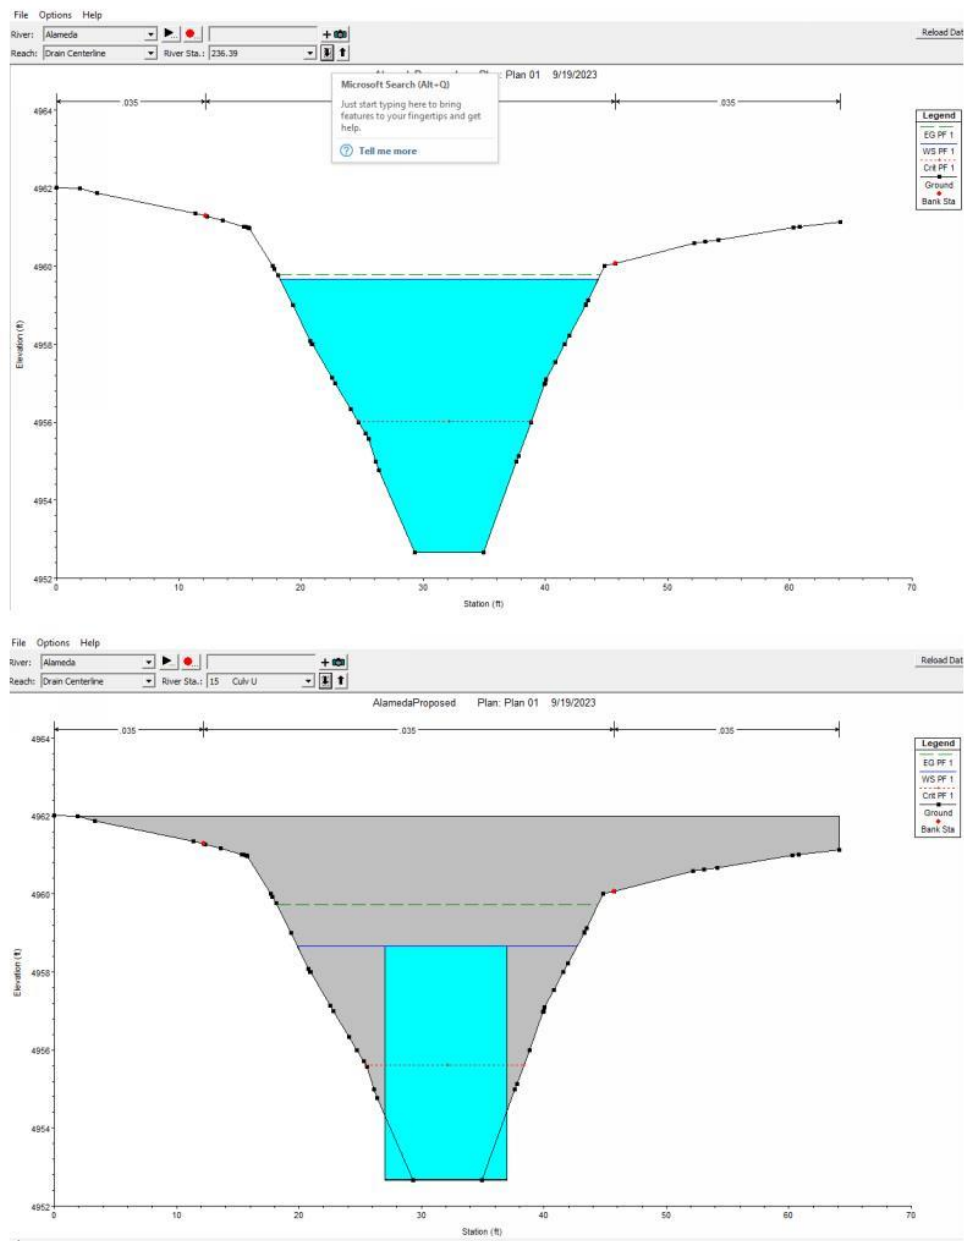 File Options Help
River: Alameda
Reload Dat
Reach: Drain Centerline River Sta.: 236.39
Plan: Plan 01 9/19/2023
Microsoft Search (Alt+Q)
Just start typing here to bring
features to your fingertips and get
help.
Tell me more
.035 .035
Legend
EG PF 1
WS PF 1
Crit PF 1
Ground
Bank Sta
4964
4962
4960
4958
4956
4954
4952
Elevation (ft)
0 10 20 30 40 50 60 70
Station (ft)
File Options Help
River: Alameda
Reload Dat
Reach: Drain Centerline River Sta.: 15 Culv U
AlamedaProposed Plan: Plan 01 9/19/2023
.035 .035 .035
Legend
EG PF 1
WS PF 1
Crit PF 1
Ground
Bank Sta
4964
4962
4960
4958
4956
4954
4952
Elevation (ft)
0 10 20 30 40 50 60 70
Station (ft)